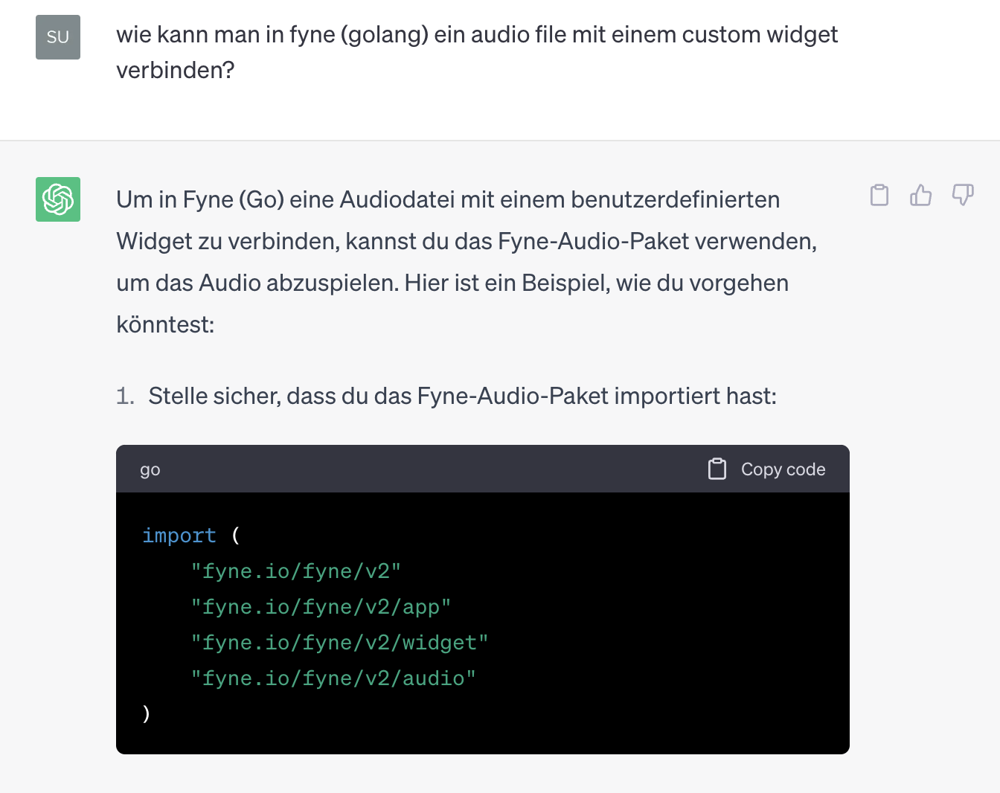 SU
wie kann man in fyne (golang) ein audio file mit einem custom widget
verbinden?
Um in Fyne (Go) eine Audiodatei mit einem benutzerdefinierten
Widget zu verbinden, kannst du das Fyne-Audio-Paket verwenden,
um das Audio abzuspielen. Hier ist ein Beispiel, wie du vorgehen
könntest:
1. Stelle sicher, dass du das Fyne-Audio-Paket importiert hast:
go Copy code
import (
    "fyne.io/fyne/v2"
    "fyne.io/fyne/v2/app"
    "fyne.io/fyne/v2/widget"
    "fyne.io/fyne/v2/audio"
)